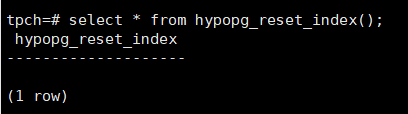 tpch=# select * from hypopg_reset_index();
 hypopg_reset_index
--------------------

(1 row)